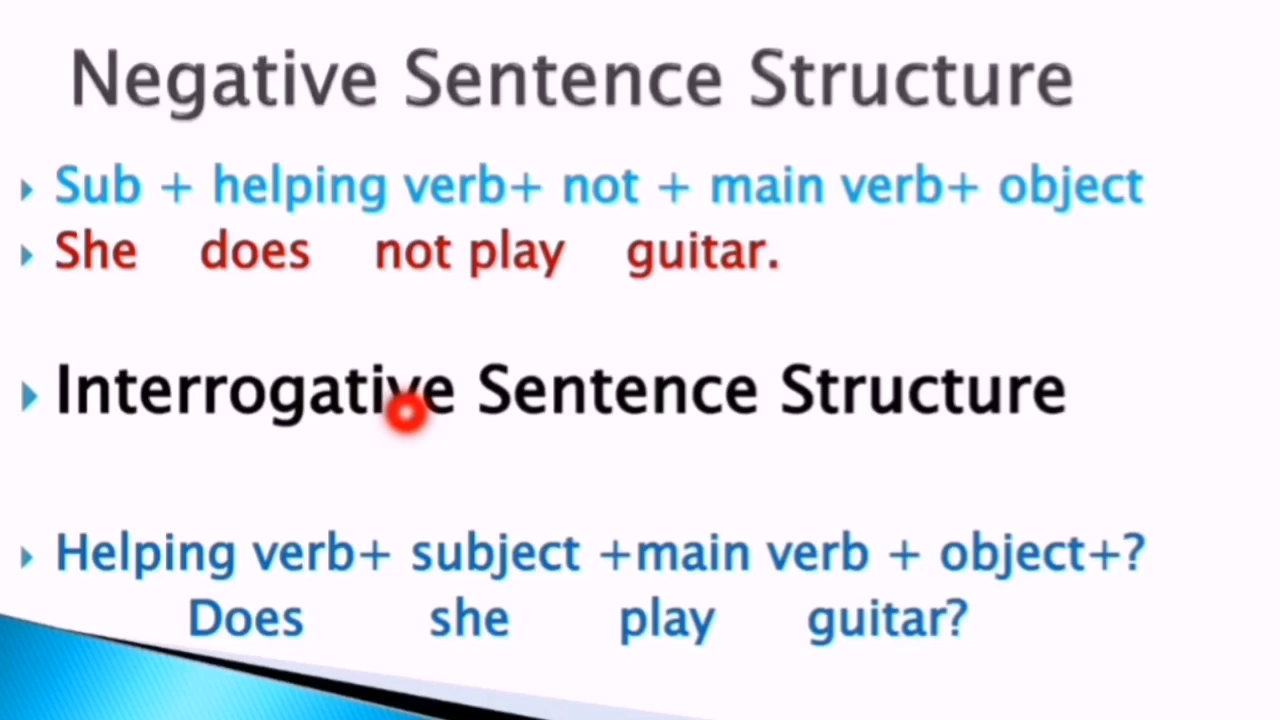 Negative Sentence Structure
Sub + helping verb+ not + main verb+ object
She does not play guitar.
Interrogative Sentence Structure
Helping verb+ subject +main verb + object+?
Does she play guitar?